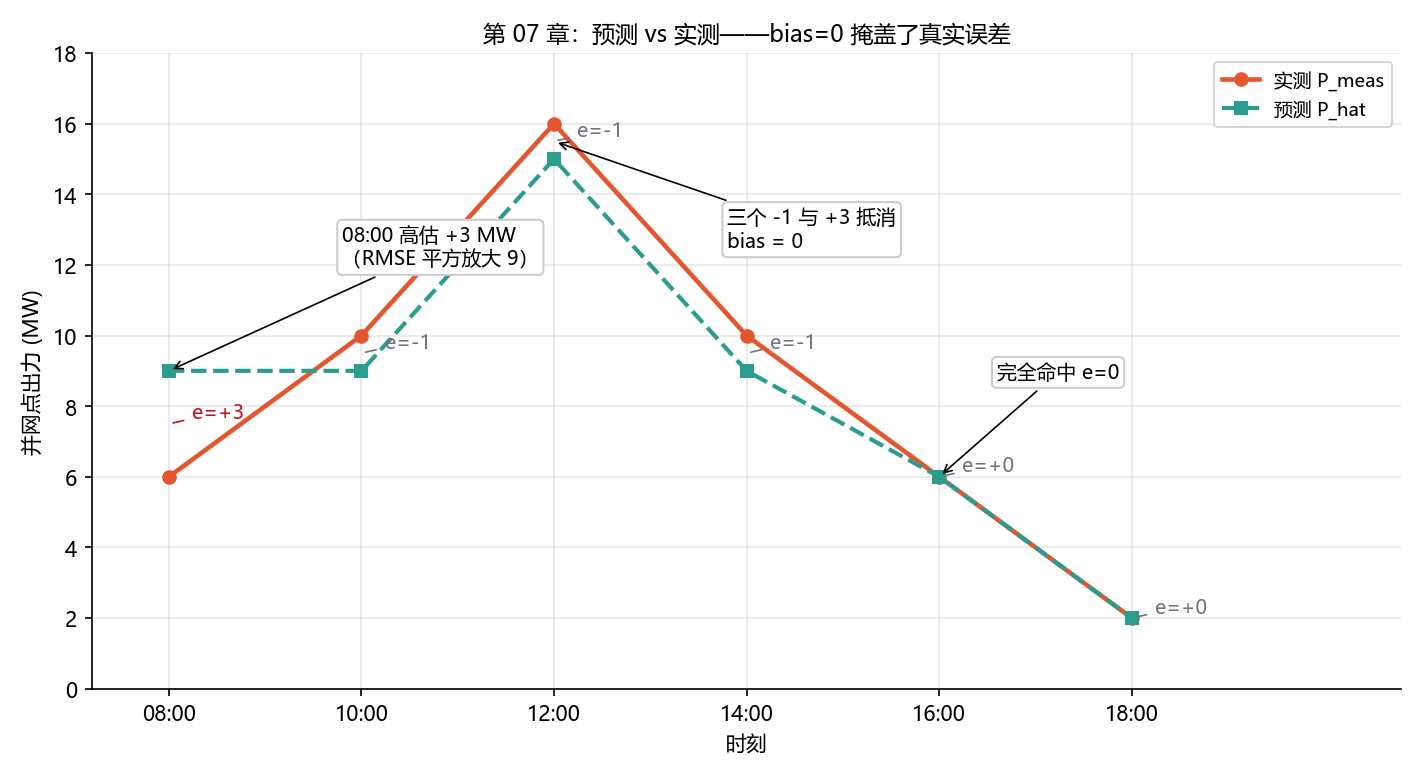 第 07 章：预测 vs 实测——bias=0 掩盖了真实误差
实测 P_meas
预测 P_hat
并网点出力 (MW)
18
16
14
12
10
8
6
4
2
0
e=-1
三个 -1 与 +3 抵消
bias = 0
08:00 高估 +3 MW
（RMSE 平方放大 9）
e=-1
e=-1
完全命中 e=0
e=+3
e=+0
e=+0
08:00
10:00
12:00
14:00
16:00
18:00
时刻